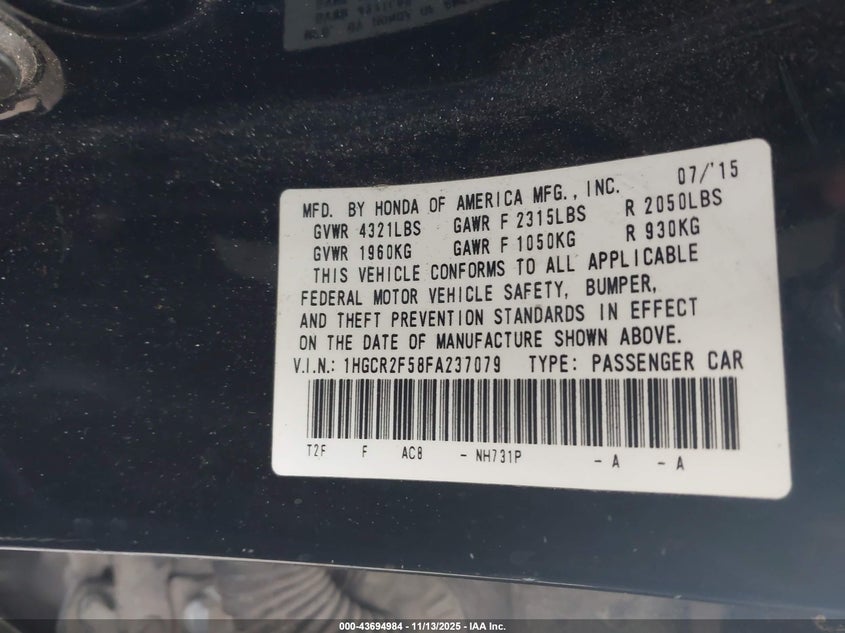 MFD. BY HONDA OF AMERICA MFG., INC. 07/'15
GVWR 4321LBS GAWR F 2315LBS R 2050LBS
GVWR 1960KG GAWR F 1050KG R 930KG
THIS VEHICLE CONFORMS TO ALL APPLICABLE
FEDERAL MOTOR VEHICLE SAFETY, BUMPER,
AND THEFT PREVENTION STANDARDS IN EFFECT
ON THE DATE OF MANUFACTURE SHOWN ABOVE.
V.I.N.: 1HGCR2F58FA237079 TYPE: PASSENGER CAR
T2F F AC8 - NH731P - A - A
000-43694984 - 11/13/2025 - IAA Inc.